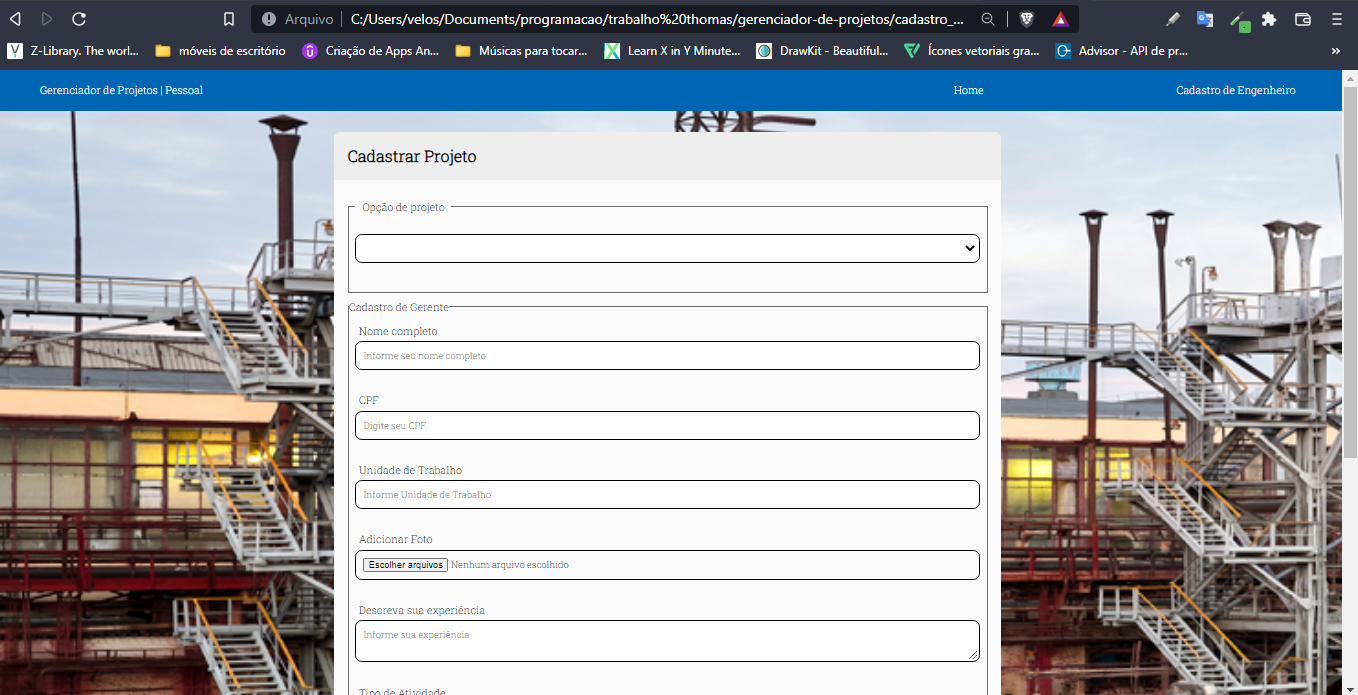 Arquivo C:/Users/velos/Documents/programacao/trabalho%20thomas/gerenciador-de-projetos/cadastro_...
Z-Library. The worl... móveis de escritório Criação de Apps An... Músicas para tocar... Learn X in Y Minute... DrawKit - Beautiful... Ícones vetoriais gra... Advisor - API de pr... »
Gerenciador de Projetos | Pessoal Home Cadastro de Engenheiro
Cadastrar Projeto
Opção de projeto
Cadastro de Gerente
Nome completo
Informe seu nome completo
CPF
Digite seu CPF
Unidade de Trabalho
Informe Unidade de Trabalho
Adicionar Foto
Escolher arquivos Nenhum arquivo escolhido
Descreva sua experiência
Informe sua experiência
Tipo de Atividade